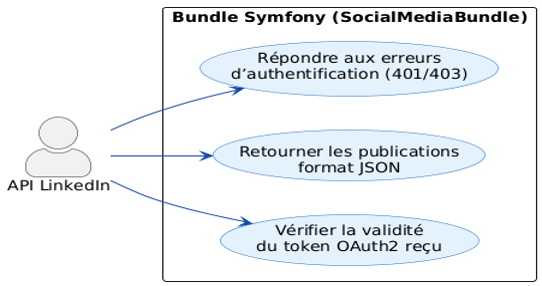 Bundle Symfony (SocialMediaBundle)
Répondre aux erreurs
d’authentification (401/403)
Retourner les publications
format JSON
API LinkedIn
Vérifier la validité
du token OAuth2 reçu